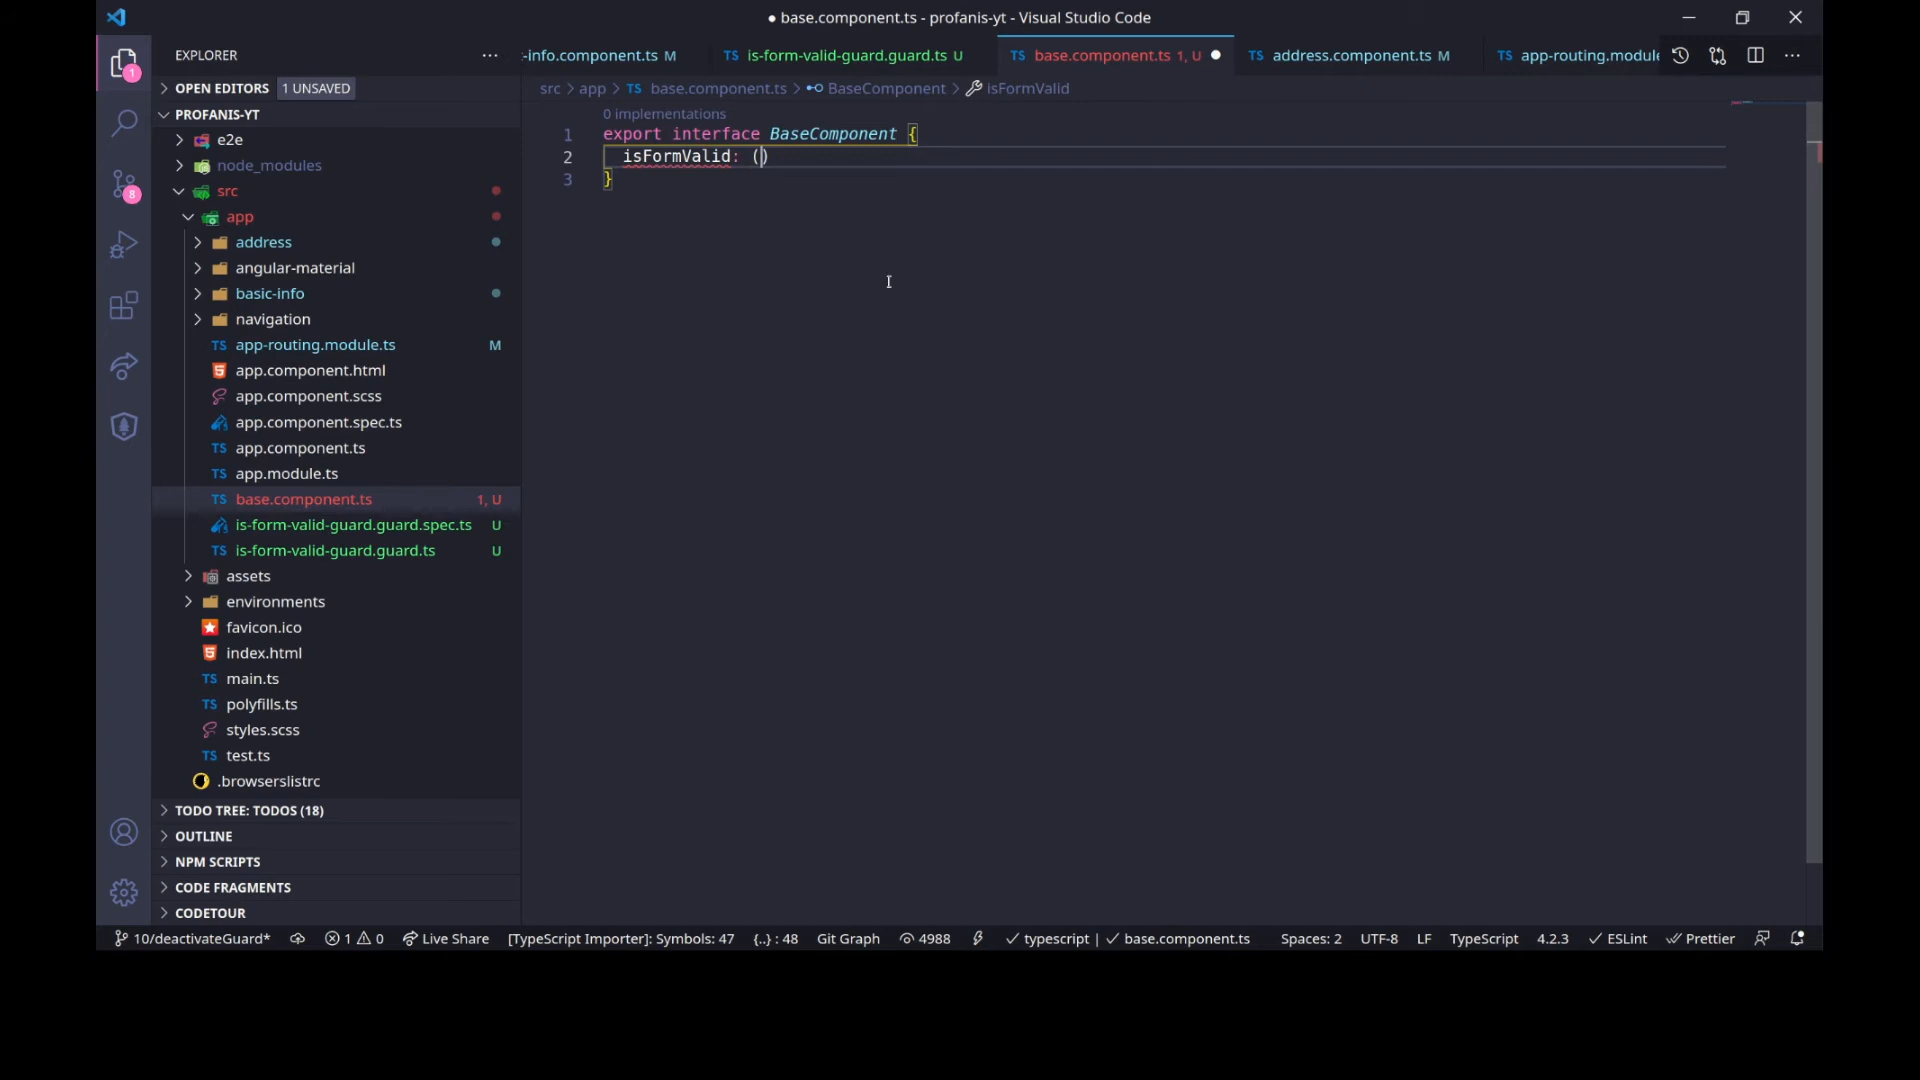 ● base.component.ts - profanis-yt - Visual Studio Code
EXPLORER
-info.component.ts M
TS is-form-valid-guard.guard.ts U
TS base.component.ts 1, U
TS address.component.ts M
TS app-routing.module
1
OPEN EDITORS 1 UNSAVED
src > app > TS base.component.ts > BaseComponent > isFormValid
PROFANIS-YT
0 implementations
1 export interface BaseComponent {
2 isFormValid: ()
3 }
e2e
node_modules
8
src
app
address
angular-material
basic-info
navigation
TS app-routing.module.ts M
app.component.html
app.component.scss
app.component.spec.ts
TS app.component.ts
TS app.module.ts
TS base.component.ts 1, U
is-form-valid-guard.guard.spec.ts U
TS is-form-valid-guard.guard.ts U
assets
environments
favicon.ico
index.html
TS main.ts
TS polyfills.ts
styles.scss
TS test.ts
.browserslistrc
TODO TREE: TODOS (18)
OUTLINE
NPM SCRIPTS
CODE FRAGMENTS
CODETOUR
10/deactivateGuard* 1 0 Live Share [TypeScript Importer]: Symbols: 47 {..} : 48 Git Graph 4988 typescript | base.component.ts Spaces: 2 UTF-8 LF TypeScript 4.2.3 ESLint Prettier